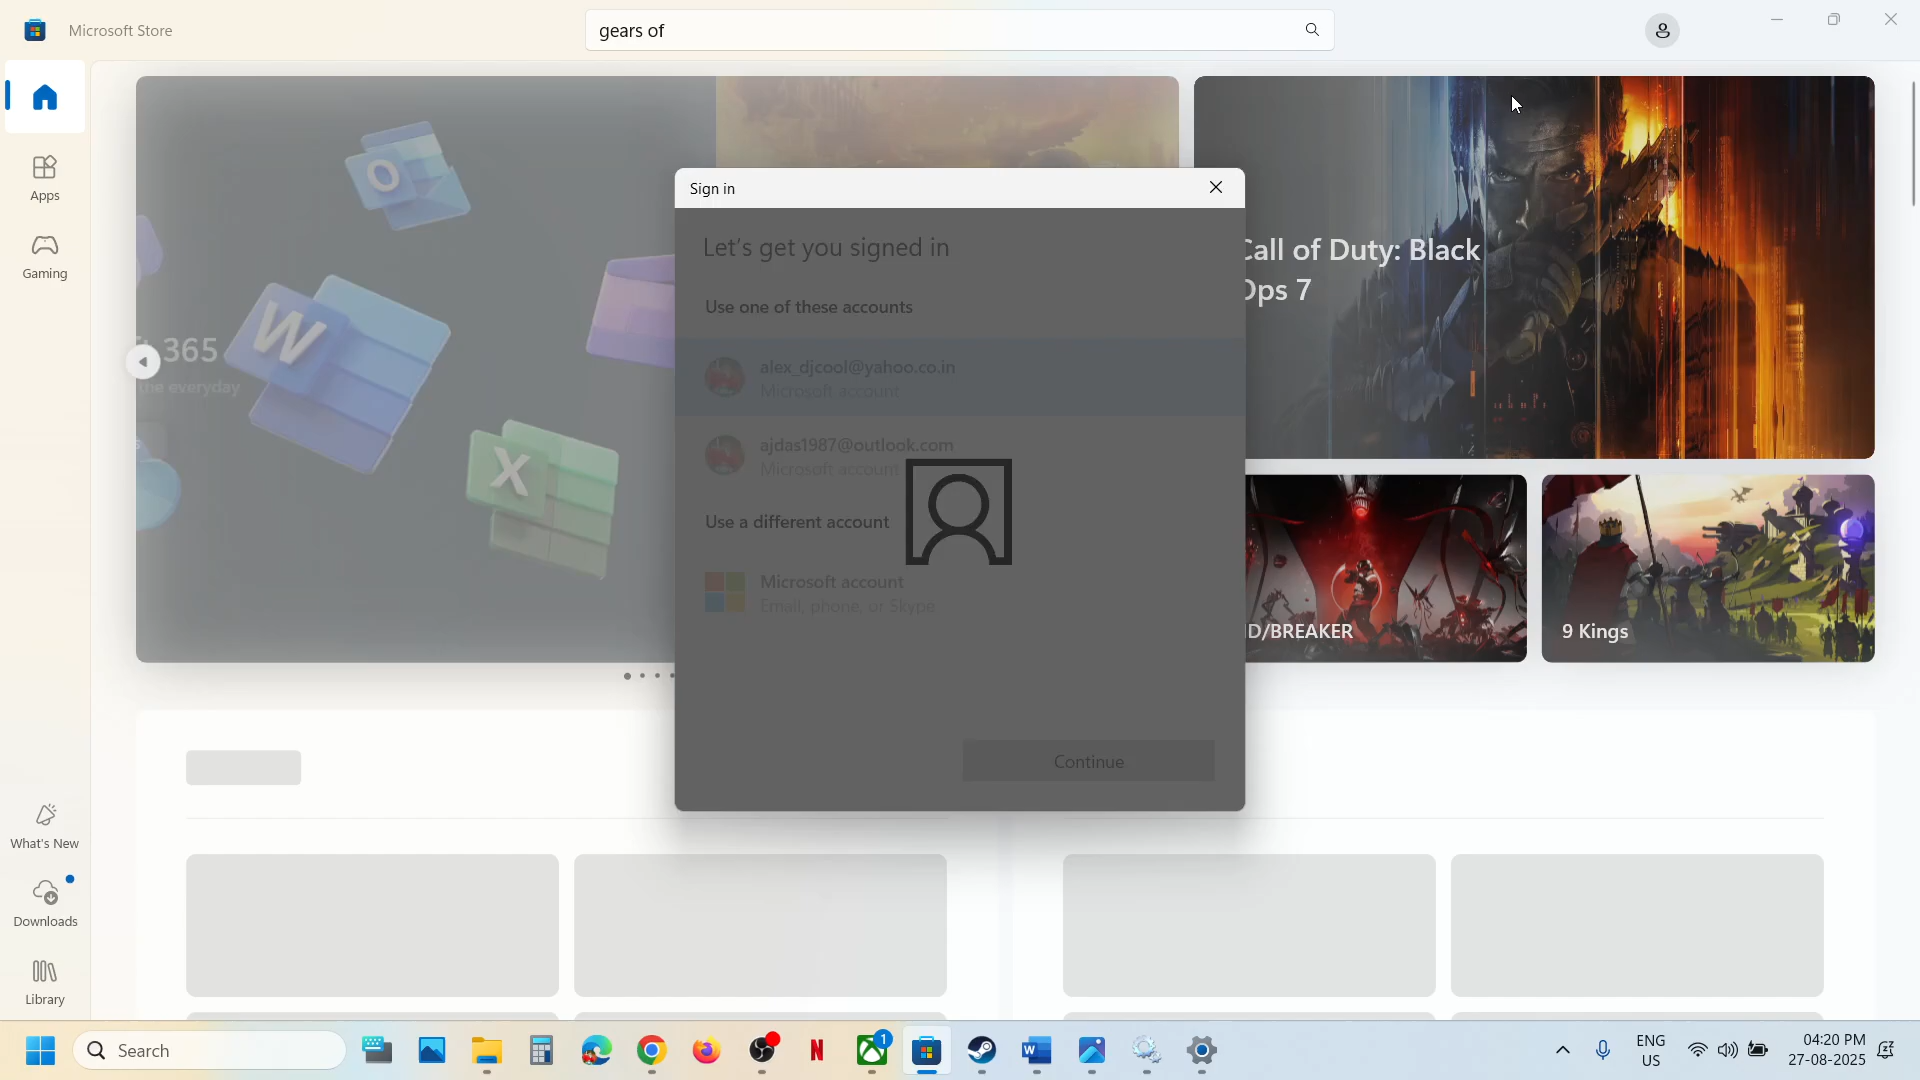 Microsoft Store
gears of
Apps
Gaming
What's New
Downloads
Library
365
the everyday
Call of Duty: Black
Ops 7
D/BREAKER
9 Kings
Sign in
Let's get you signed in
Use one of these accounts
alex_djcool@yahoo.co.in
Microsoft account
ajdas1987@outlook.com
Microsoft account
Use a different account
Microsoft account
Email, phone, or Skype
Continue
Search
1
ENG
US
04:20 PM
27-08-2025